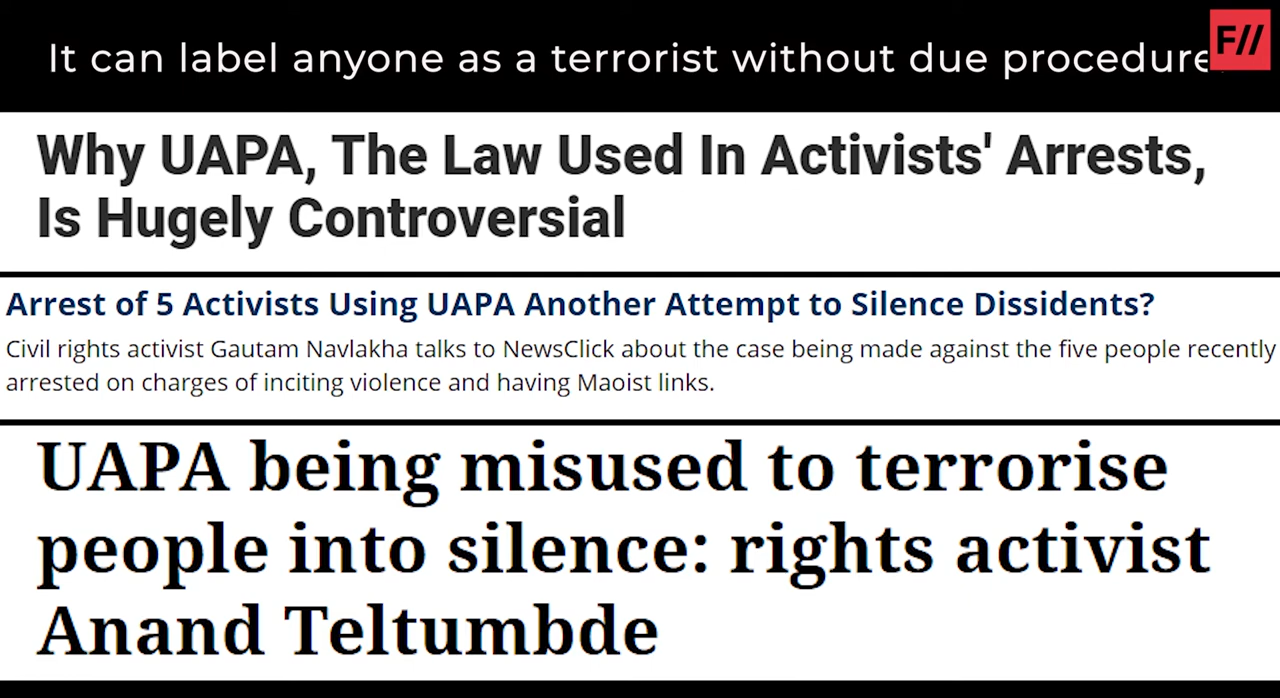 It can label anyone as a terrorist without due procedure
F//
Why UAPA, The Law Used In Activists' Arrests,
Is Hugely Controversial
Arrest of 5 Activists Using UAPA Another Attempt to Silence Dissidents?
Civil rights activist Gautam Navlakha talks to NewsClick about the case being made against the five people recently
arrested on charges of inciting violence and having Maoist links.
UAPA being misused to terrorise
people into silence: rights activist
Anand Teltumbde